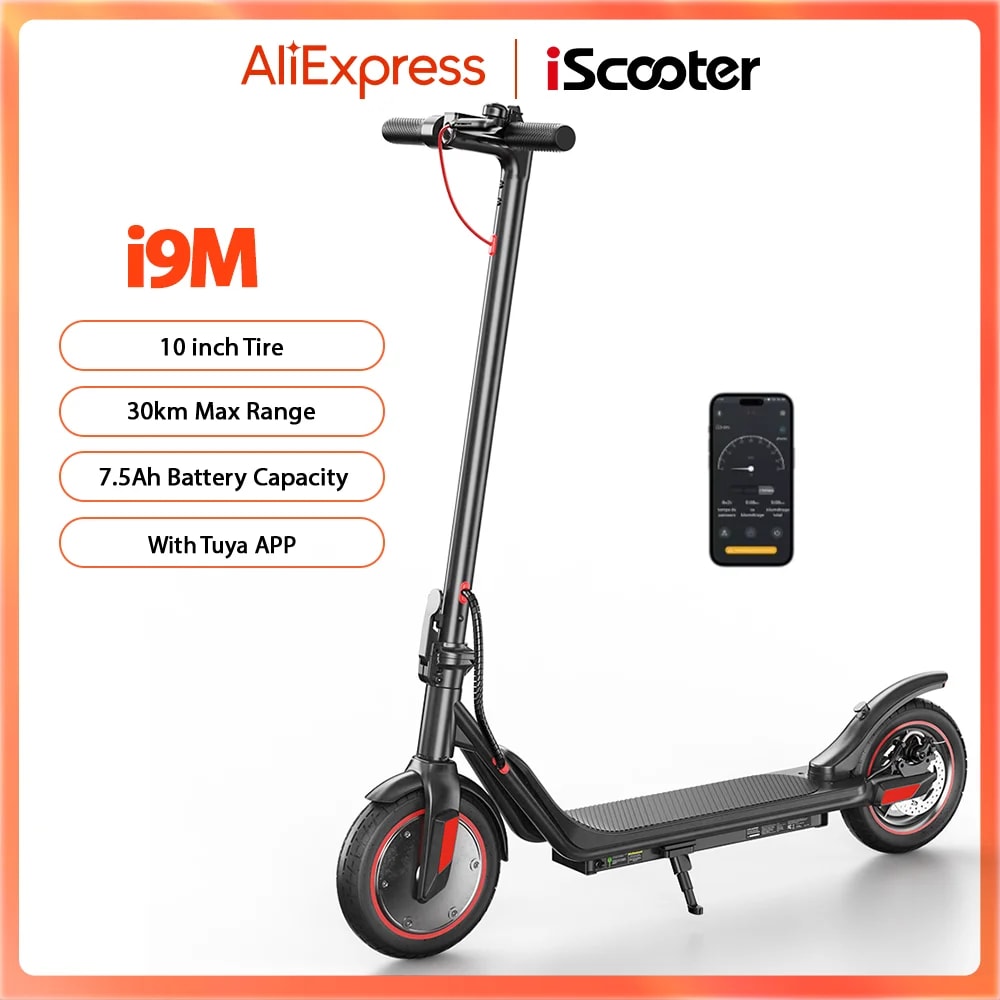 AliExpress | iScooter
i9M
10 inch Tire
30km Max Range
7.5Ah Battery Capacity
With Tuya APP